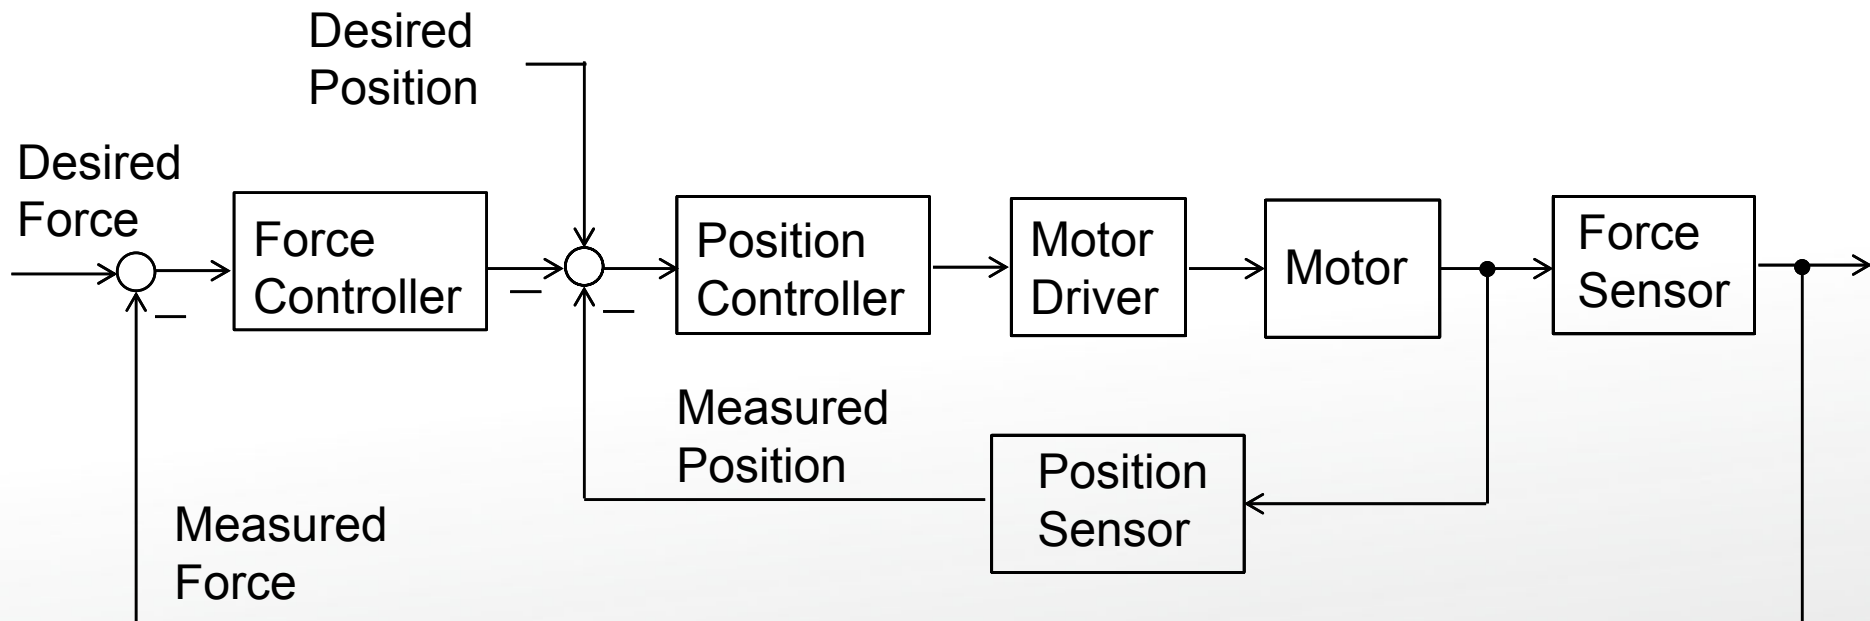 Desired
Position
Desired
Force
Force
Controller
Position
Controller
Motor
Driver
Motor
Force
Sensor
Measured
Position
Position
Sensor
Measured
Force